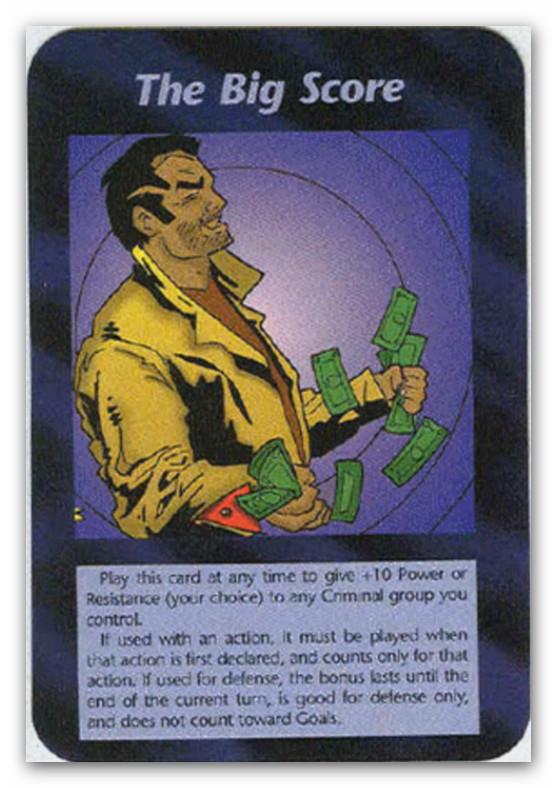 The Big Score
Play this card at any time to give +10 Power or
Resistance (your choice) to any Criminal group you
control.
If used with an action, it must be played when
that action is first declared, and counts only for that
action. If used for defense, the bonus lasts until the
end of the current turn, is good for defense only,
and does not count toward Goals.